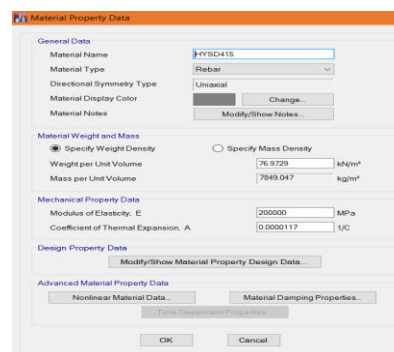 Material Property Data
General Data
Material Name HYSD415
Material Type Rebar
Directional Symmetry Type Uniaxial
Material Display Color Change...
Material Notes Modify/Show Notes...
Material Weight and Mass
Specify Weight Density Specify Mass Density
Weight per Unit Volume 76.9729 kN/m³
Mass per Unit Volume 7849.047 kg/m³
Mechanical Property Data
Modulus of Elasticity, E 200000 MPa
Coefficient of Thermal Expansion, A 0.0000117 1/C
Design Property Data
Modify/Show Material Property Design Data...
Advanced Material Property Data
Nonlinear Material Data... Material Damping Properties...
Time Dependent Properties...
OK Cancel